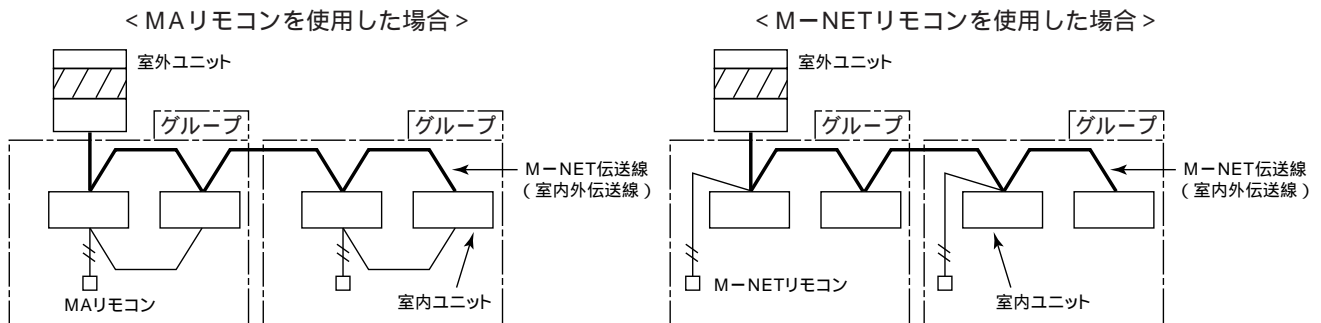 ＜MAリモコンを使用した場合＞
室外ユニット
グループ
グループ
M－NET伝送線
（室内外伝送線）
MAリモコン
室内ユニット
＜M－NETリモコンを使用した場合＞
室外ユニット
グループ
グループ
M－NET伝送線
（室内外伝送線）
M－NETリモコン
室内ユニット